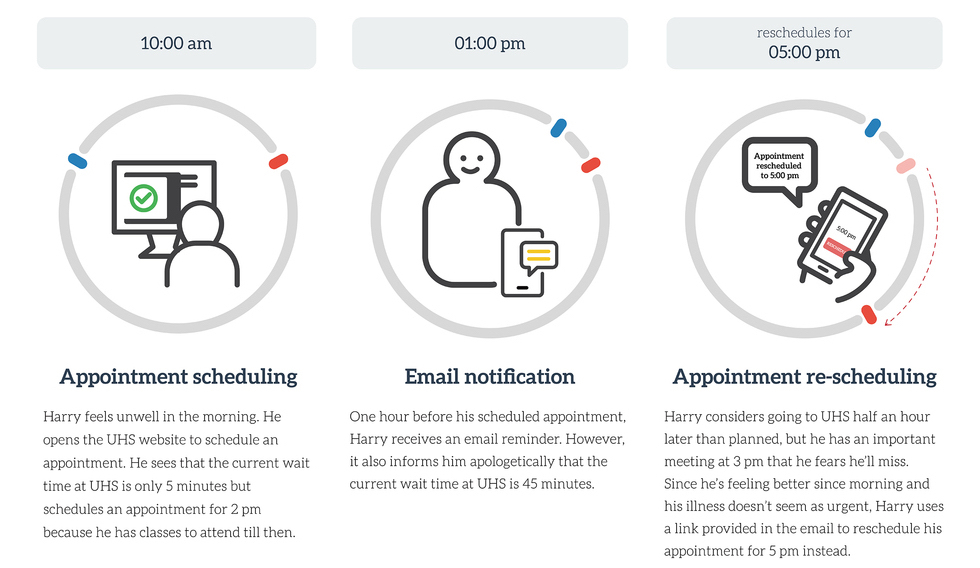 10:00 am
01:00 pm
reschedules for
05:00 pm
Appointment
rescheduled
to 5:00 pm
5:00 pm
Appointment scheduling
Harry feels unwell in the morning. He
opens the UHS website to schedule an
appointment. He sees that the current wait
time at UHS is only 5 minutes but
schedules an appointment for 2 pm
because he has classes to attend till then.
Email notification
One hour before his scheduled appointment,
Harry receives an email reminder. However,
it also informs him apologetically that the
current wait time at UHS is 45 minutes.
Appointment re-scheduling
Harry considers going to UHS half an hour
later than planned, but he has an important
meeting at 3 pm that he fears he’ll miss.
Since he’s feeling better since morning and
his illness doesn’t seem as urgent, Harry uses
a link provided in the email to reschedule his
appointment for 5 pm instead.